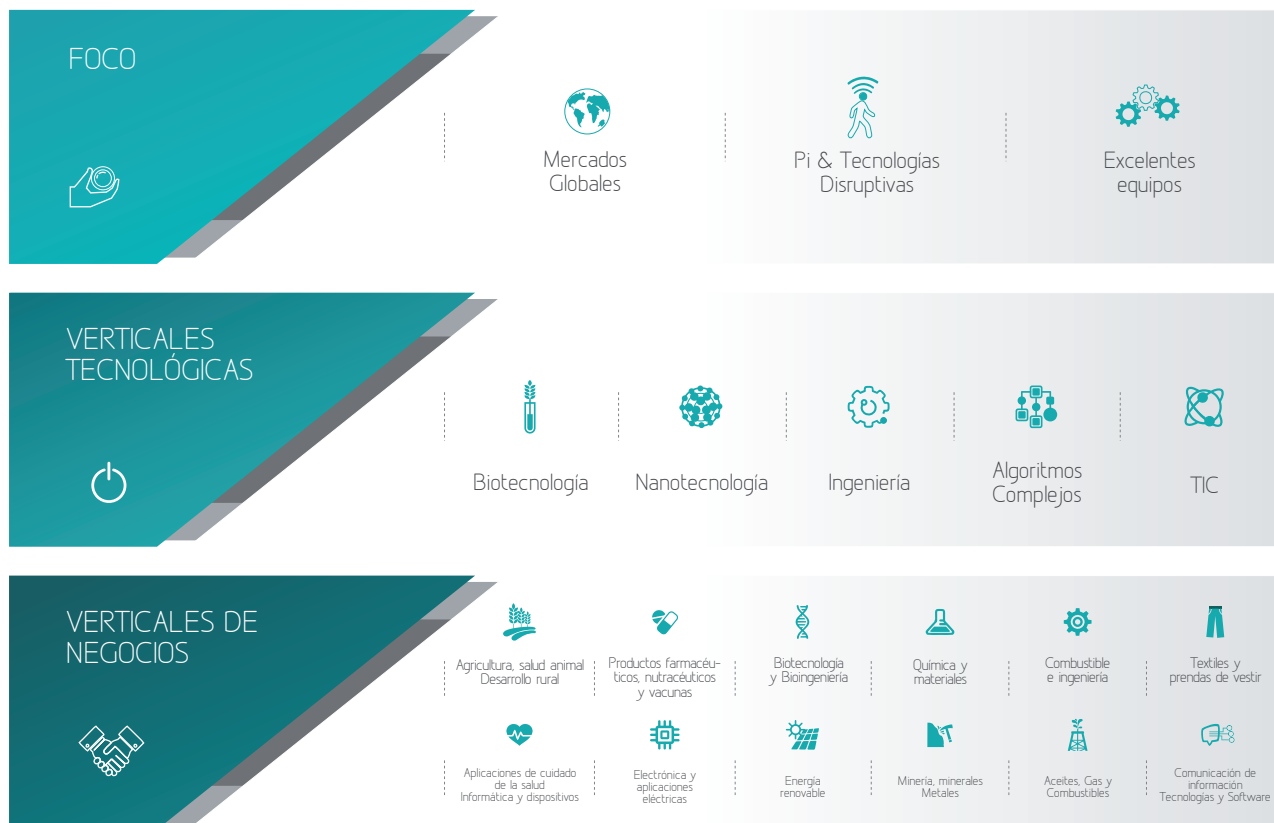 FOCO
Mercados
Globales
Pi & Tecnologías
Disruptivas
Excelentes
equipos
VERTICALES
TECNOLÓGICAS
Biotecnología
Nanotecnología
Ingeniería
Algoritmos
Complejos
TIC
VERTICALES DE
NEGOCIOS
Agricultura, salud animal
Desarrollo rural
Productos farmacéu-
ticos, nutracéuticos
y vacunas
Biotecnología
y Bioingeniería
Química y
materiales
Combustible
e ingeniería
Textiles y
prendas de vestir
Aplicaciones de cuidado
de la salud
Informática y dispositivos
Electrónica y
aplicaciones
eléctricas
Energía
renovable
Minería, minerales
Metales
Aceites, Gas y
Combustibles
Comunicación de
información
Tecnologías y Software